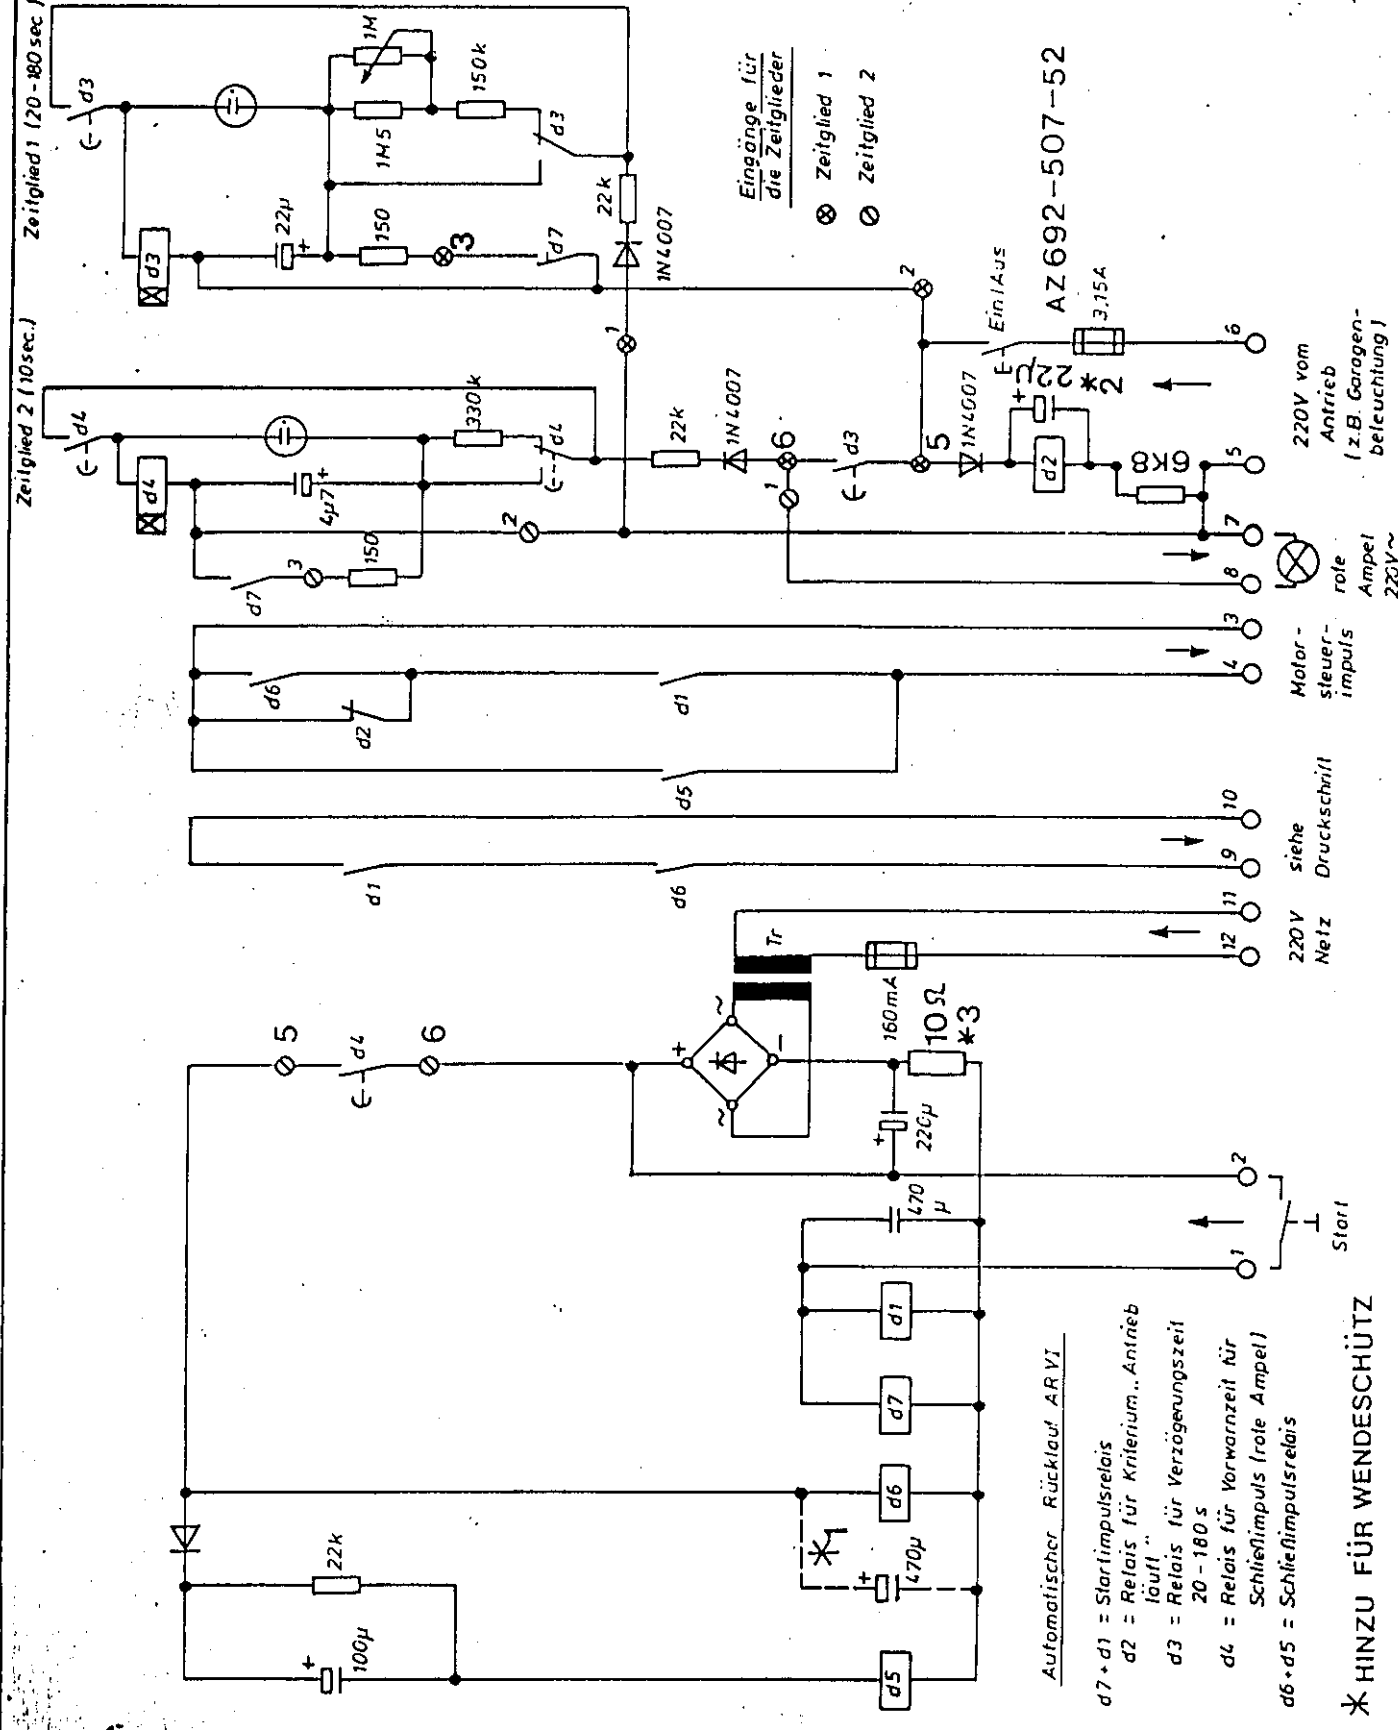 Zeitglied 1 (20-180 sec.)
d3
1M
1M5
150k
d3
d3
22µ
+
150
3
d7
22k
1N4007
1
2
Zeitglied 2 (10sec.)
d4
d4
4µ7
+
330k
d4
d7
3
150
2
22k
1N4007
6
1
d3
5
1N4007
+
22µ
*2
d2
6K8
Ein/Aus
3,15A
Eingänge für
die Zeitglieder
Zeitglied 1
Zeitglied 2
AZ692-507-52
d6
d2
d1
d5
d1
d6
5
d4
6
+
~
~
−
Tr
160mA
10Ω
*3
+
220µ
470
µ
d1
d7
d6
*1
+
470µ
d5
22k
+
100µ
1
2
Start
12
11
220V
Netz
9
10
siehe
Druckschrift
4
3
Motor-
steuer-
impuls
8
7
rote
Ampel
220V~
5
6
220V vom
Antrieb
(z.B. Garagen-
beleuchtung)
Automatischer Rücklauf ARVI
d7+d1 = Startimpulsrelais
d2 = Relais für Kriterium „Antrieb
läuft"
d3 = Relais für Verzögerungszeit
20-180 s
d4 = Relais für Vorwarnzeit für
Schließimpuls (rote Ampel)
d6+d5 = Schließimpulsrelais
* HINZU FÜR WENDESCHÜTZ